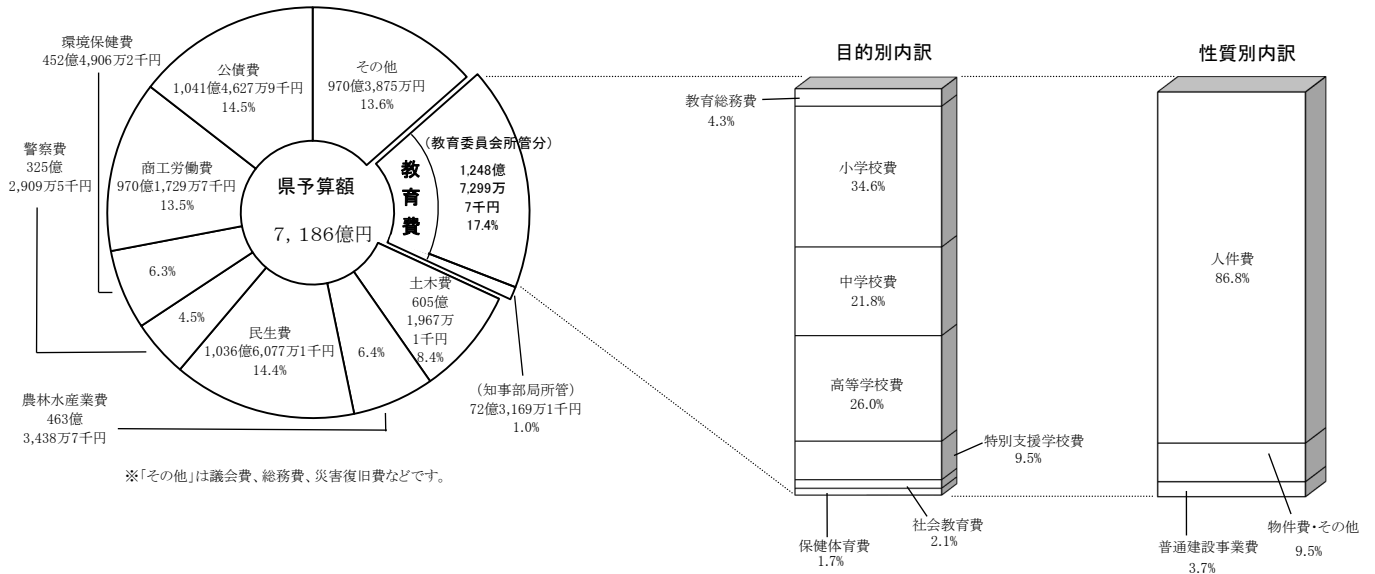 環境保健費
452億4,906万2千円
公債費
1,041億4,627万9千円
14.5%
その他
970億3,875万円
13.6%
警察費
325億
2,909万5千円
商工労働費
970億1,729万7千円
13.5%
県予算額
7,186億円
教
育
費
(教育委員会所管分)
1,248億
7,299万
7千円
17.4%
6.3%
4.5%
民生費
1,036億6,077万1千円
14.4%
6.4%
土木費
605億
1,967万
1千円
8.4%
農林水産業費
463億
3,438万7千円
(知事部局所管)
72億3,169万1千円
1.0%
※「その他」は議会費、総務費、災害復旧費などです。
目的別内訳
教育総務費
4.3%
小学校費
34.6%
中学校費
21.8%
高等学校費
26.0%
特別支援学校費
9.5%
社会教育費
2.1%
保健体育費
1.7%
性質別内訳
人件費
86.8%
物件費・その他
9.5%
普通建設事業費
3.7%